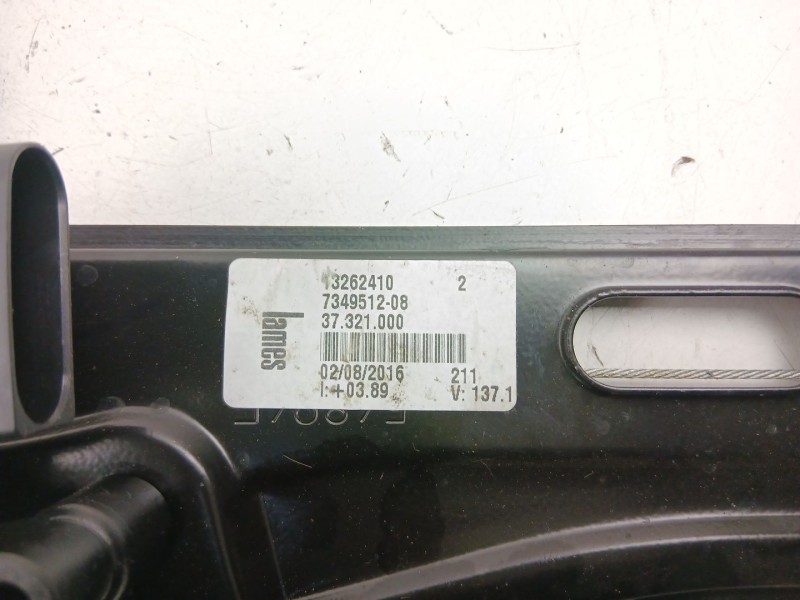 13262410 2
7349512-08
37.321.000
lames
02/08/2016 211
I: +03.89 V: 137.1